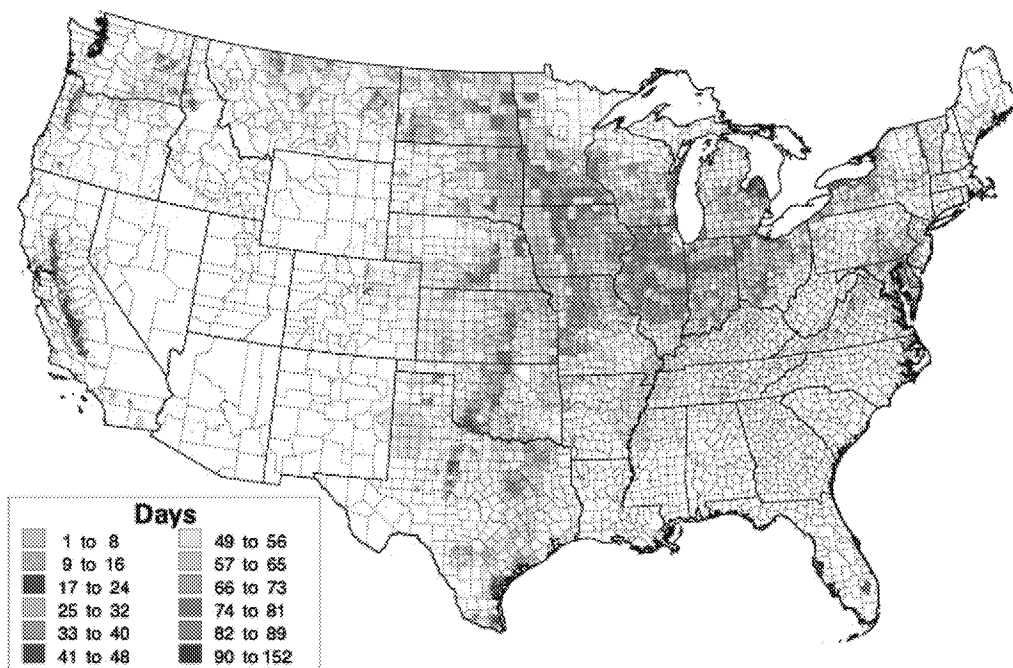 Days
1 to 8
9 to 16
17 to 24
25 to 32
33 to 40
41 to 48
49 to 56
57 to 65
66 to 73
74 to 81
82 to 89
90 to 152